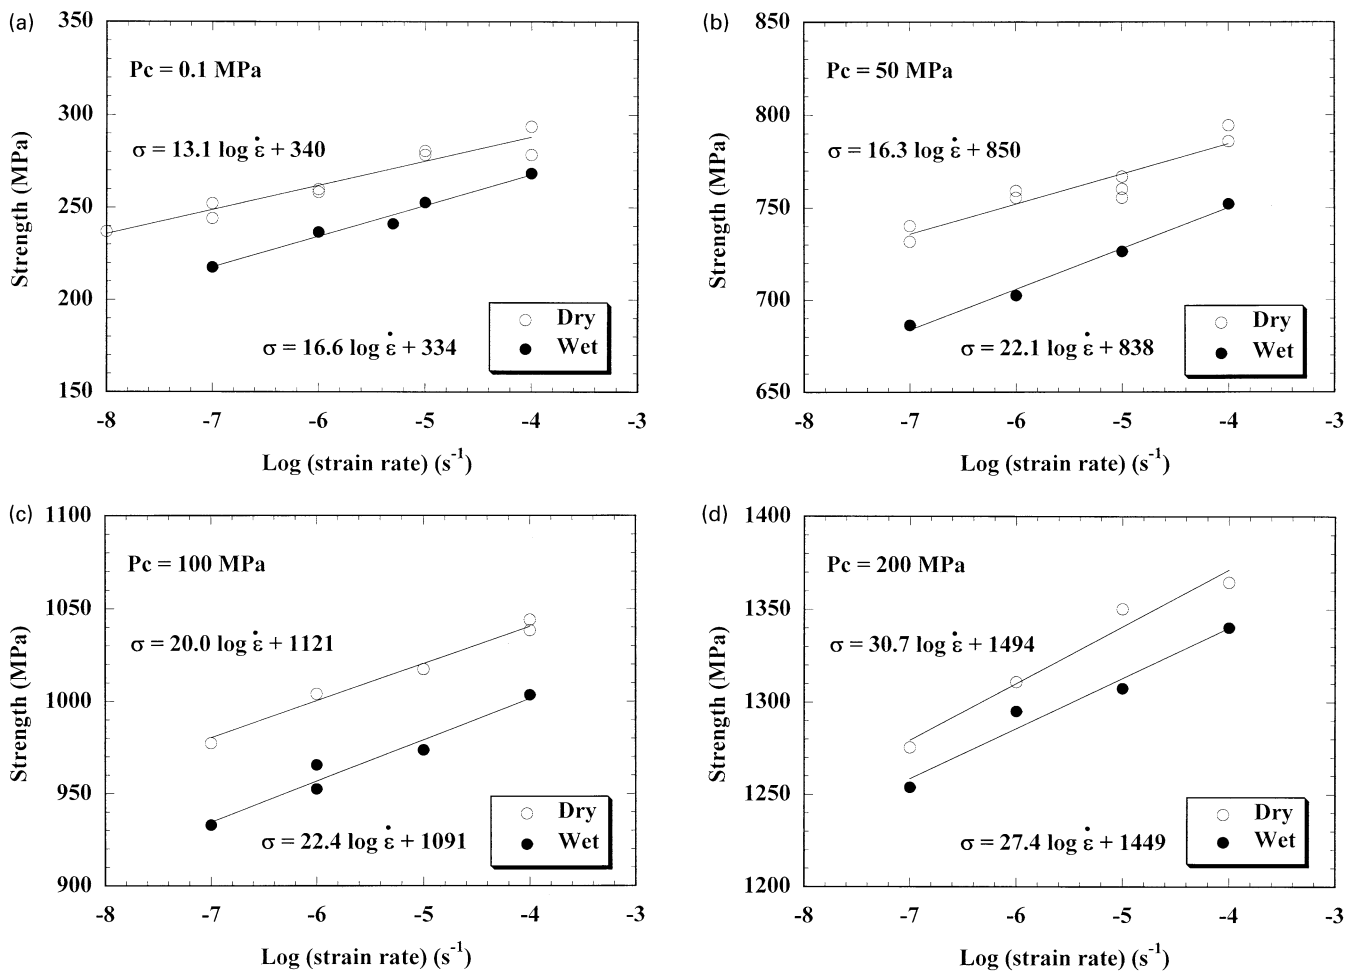 (a)
350
300
250
200
150
Strength (MPa)
Pc = 0.1 MPa
σ = 13.1 log ε̇ + 340
σ = 16.6 log ε̇ + 334
Dry
Wet
-8 -7 -6 -5 -4 -3
Log (strain rate) (s⁻¹)
(b)
850
800
750
700
650
Strength (MPa)
Pc = 50 MPa
σ = 16.3 log ε̇ + 850
σ = 22.1 log ε̇ + 838
Dry
Wet
-8 -7 -6 -5 -4 -3
Log (strain rate) (s⁻¹)
(c)
1100
1050
1000
950
900
Strength (MPa)
Pc = 100 MPa
σ = 20.0 log ε̇ + 1121
σ = 22.4 log ε̇ + 1091
Dry
Wet
-8 -7 -6 -5 -4 -3
Log (strain rate) (s⁻¹)
(d)
1400
1350
1300
1250
1200
Strength (MPa)
Pc = 200 MPa
σ = 30.7 log ε̇ + 1494
σ = 27.4 log ε̇ + 1449
Dry
Wet
-8 -7 -6 -5 -4 -3
Log (strain rate) (s⁻¹)